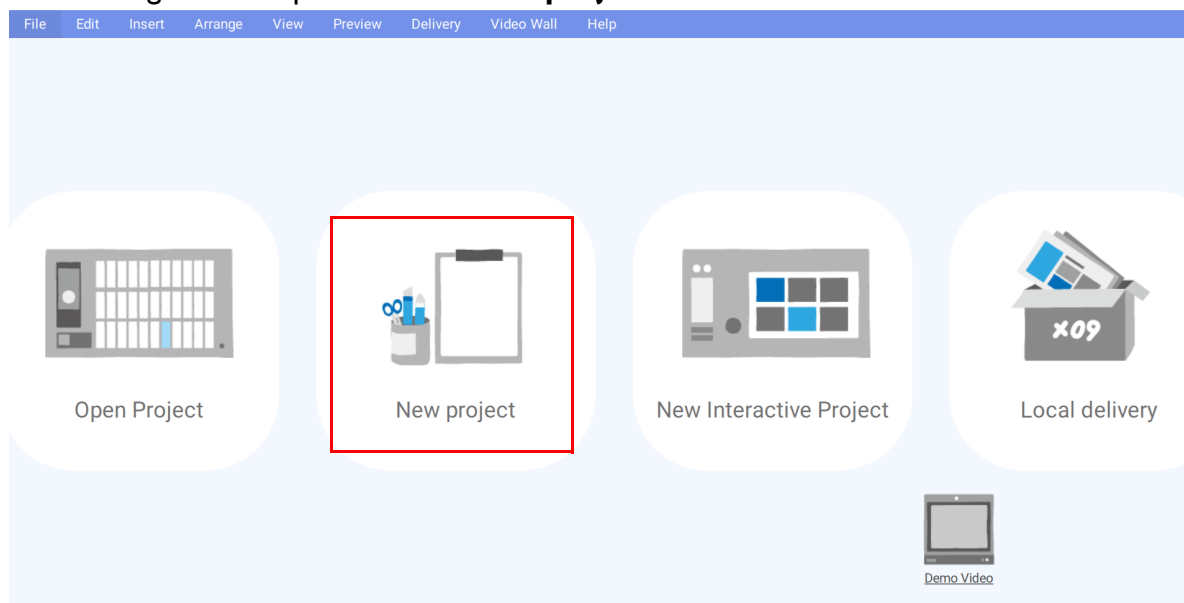 File Edit Insert Arrange View Preview Delivery Video Wall Help
x09
Open Project New project New Interactive Project Local delivery
Demo Video